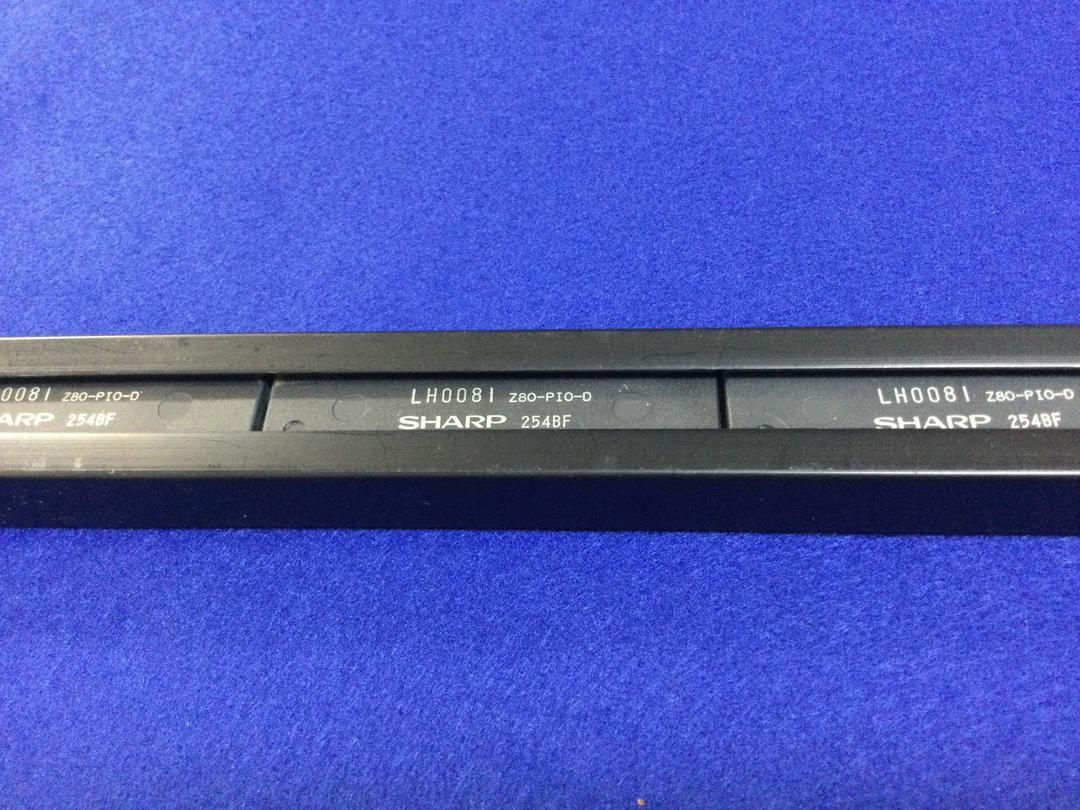 0081 Z80-PIO-D
ARP 254BF
LH0081 Z80-PIO-D
SHARP 254BF
LH0081 Z80-PIO-D
SHARP 254BF